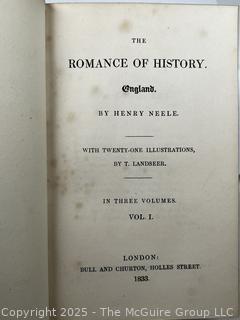 THE
ROMANCE OF HISTORY.
England.
BY HENRY NEELE.
WITH TWENTY-ONE ILLUSTRATIONS,
BY T. LANDSEER.
IN THREE VOLUMES.
VOL. I.
LONDON:
BULL AND CHURTON, HOLLES STREET.
1833.
Copyright 2025 - The McGuire Group LLC